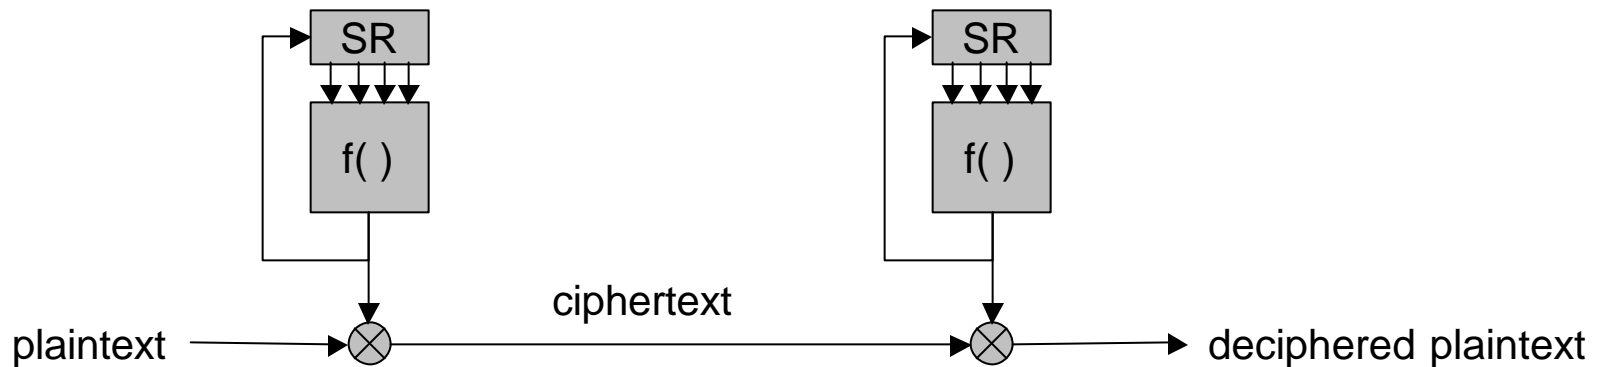 SR
SR
f( )
f( )
ciphertext
plaintext
deciphered plaintext